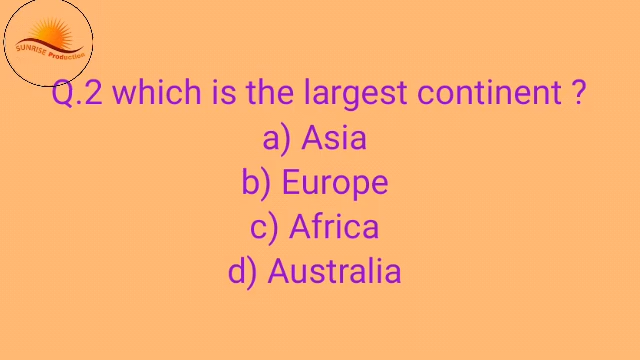 SUNRISE Production
Q.2 which is the largest continent ?
a) Asia
b) Europe
c) Africa
d) Australia